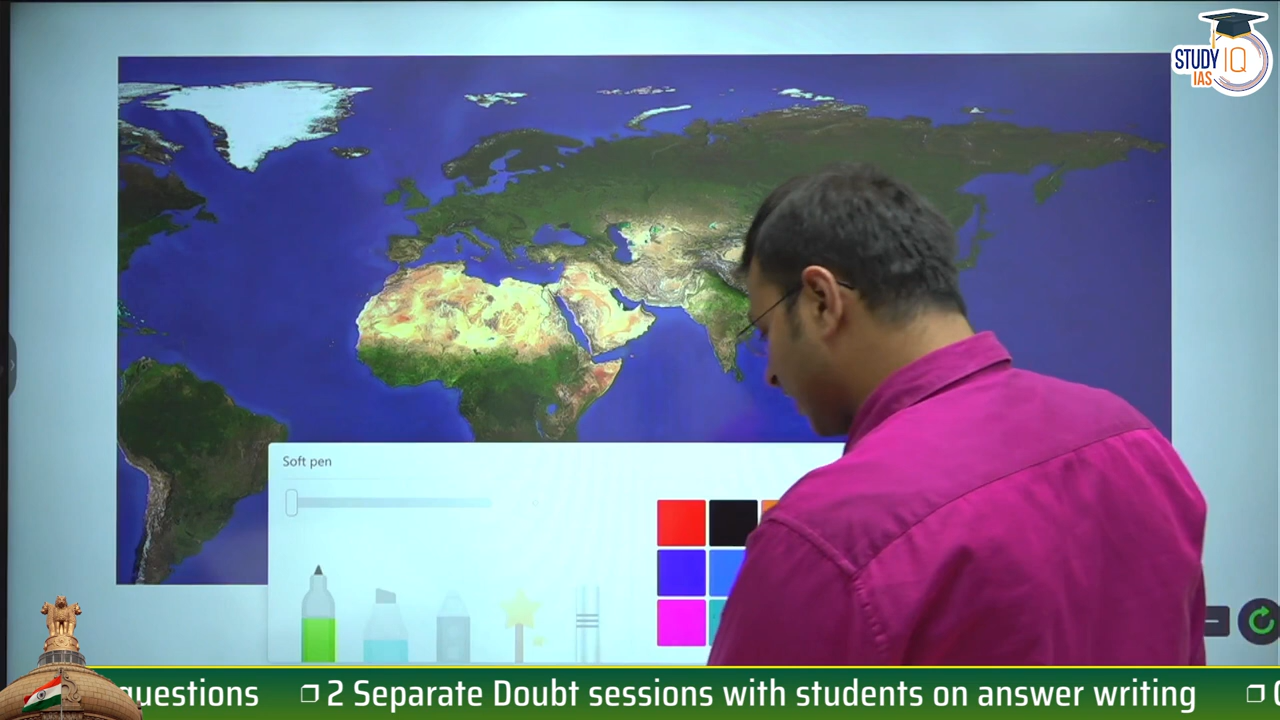 STUDY IQ
IAS
Soft pen
questions ❐ 2 Separate Doubt sessions with students on answer writing ❐